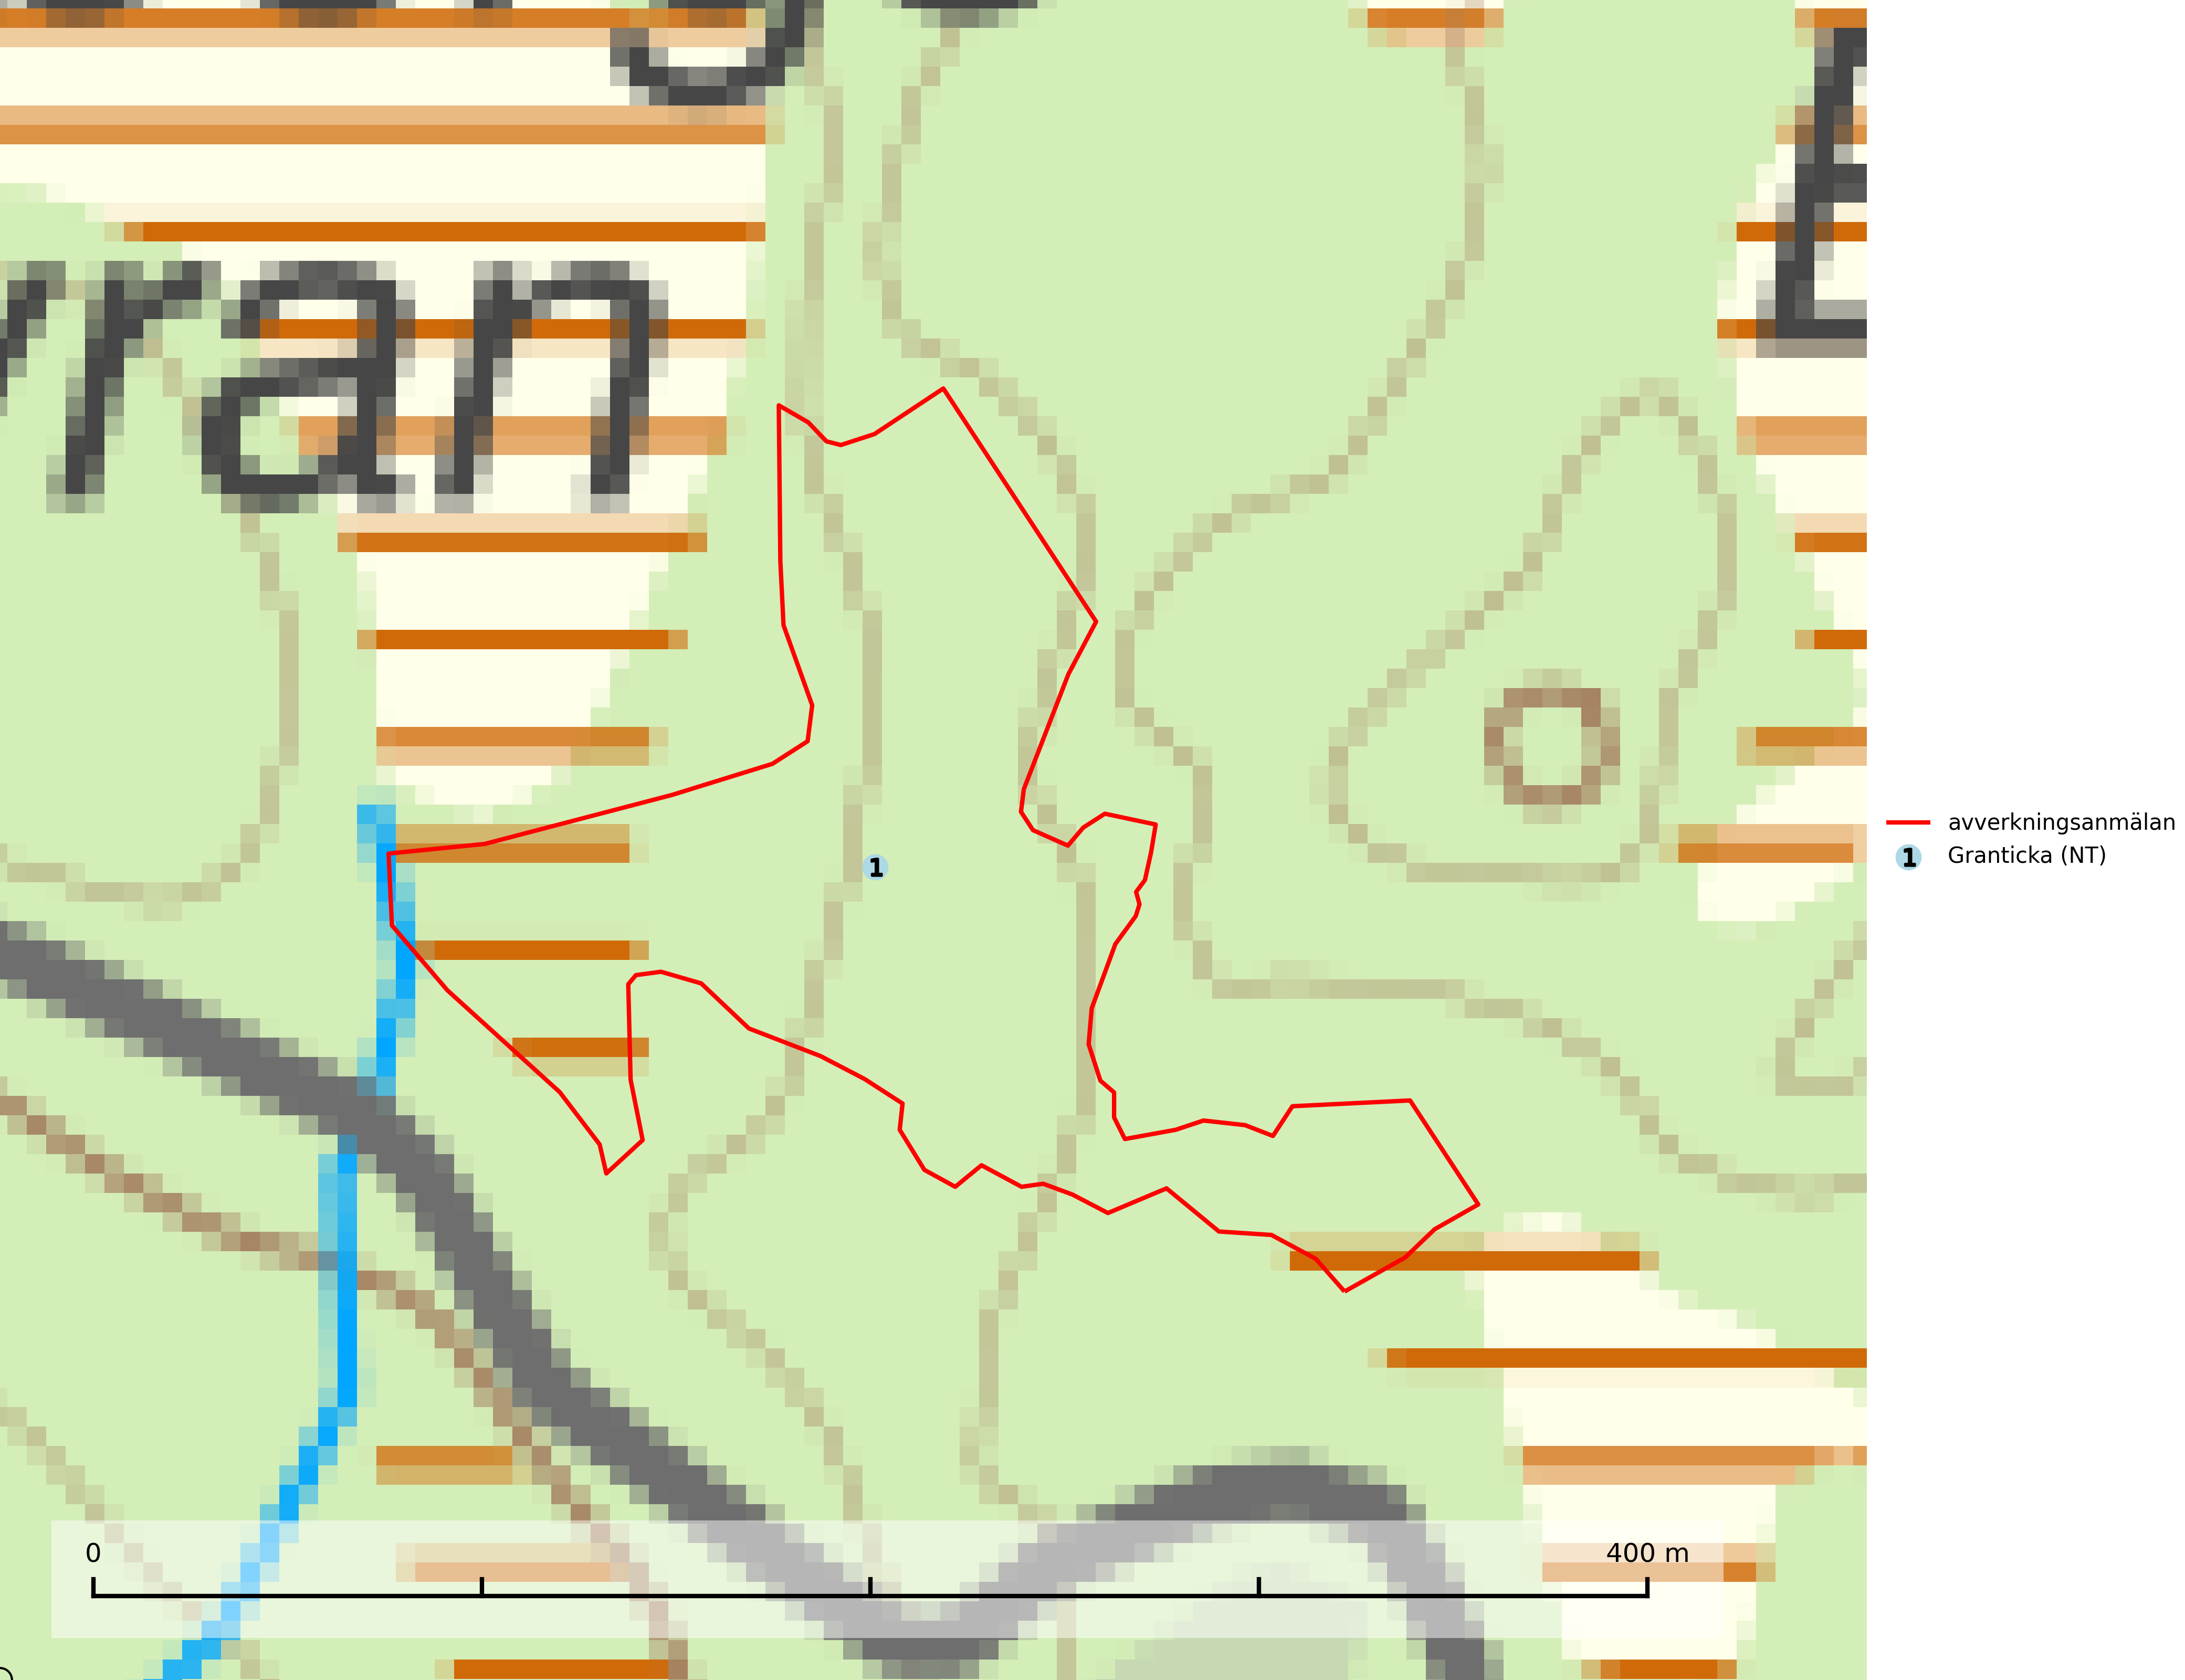 ran
L
1
avverkningsanmälan
1 Granticka (NT)
0 400 m